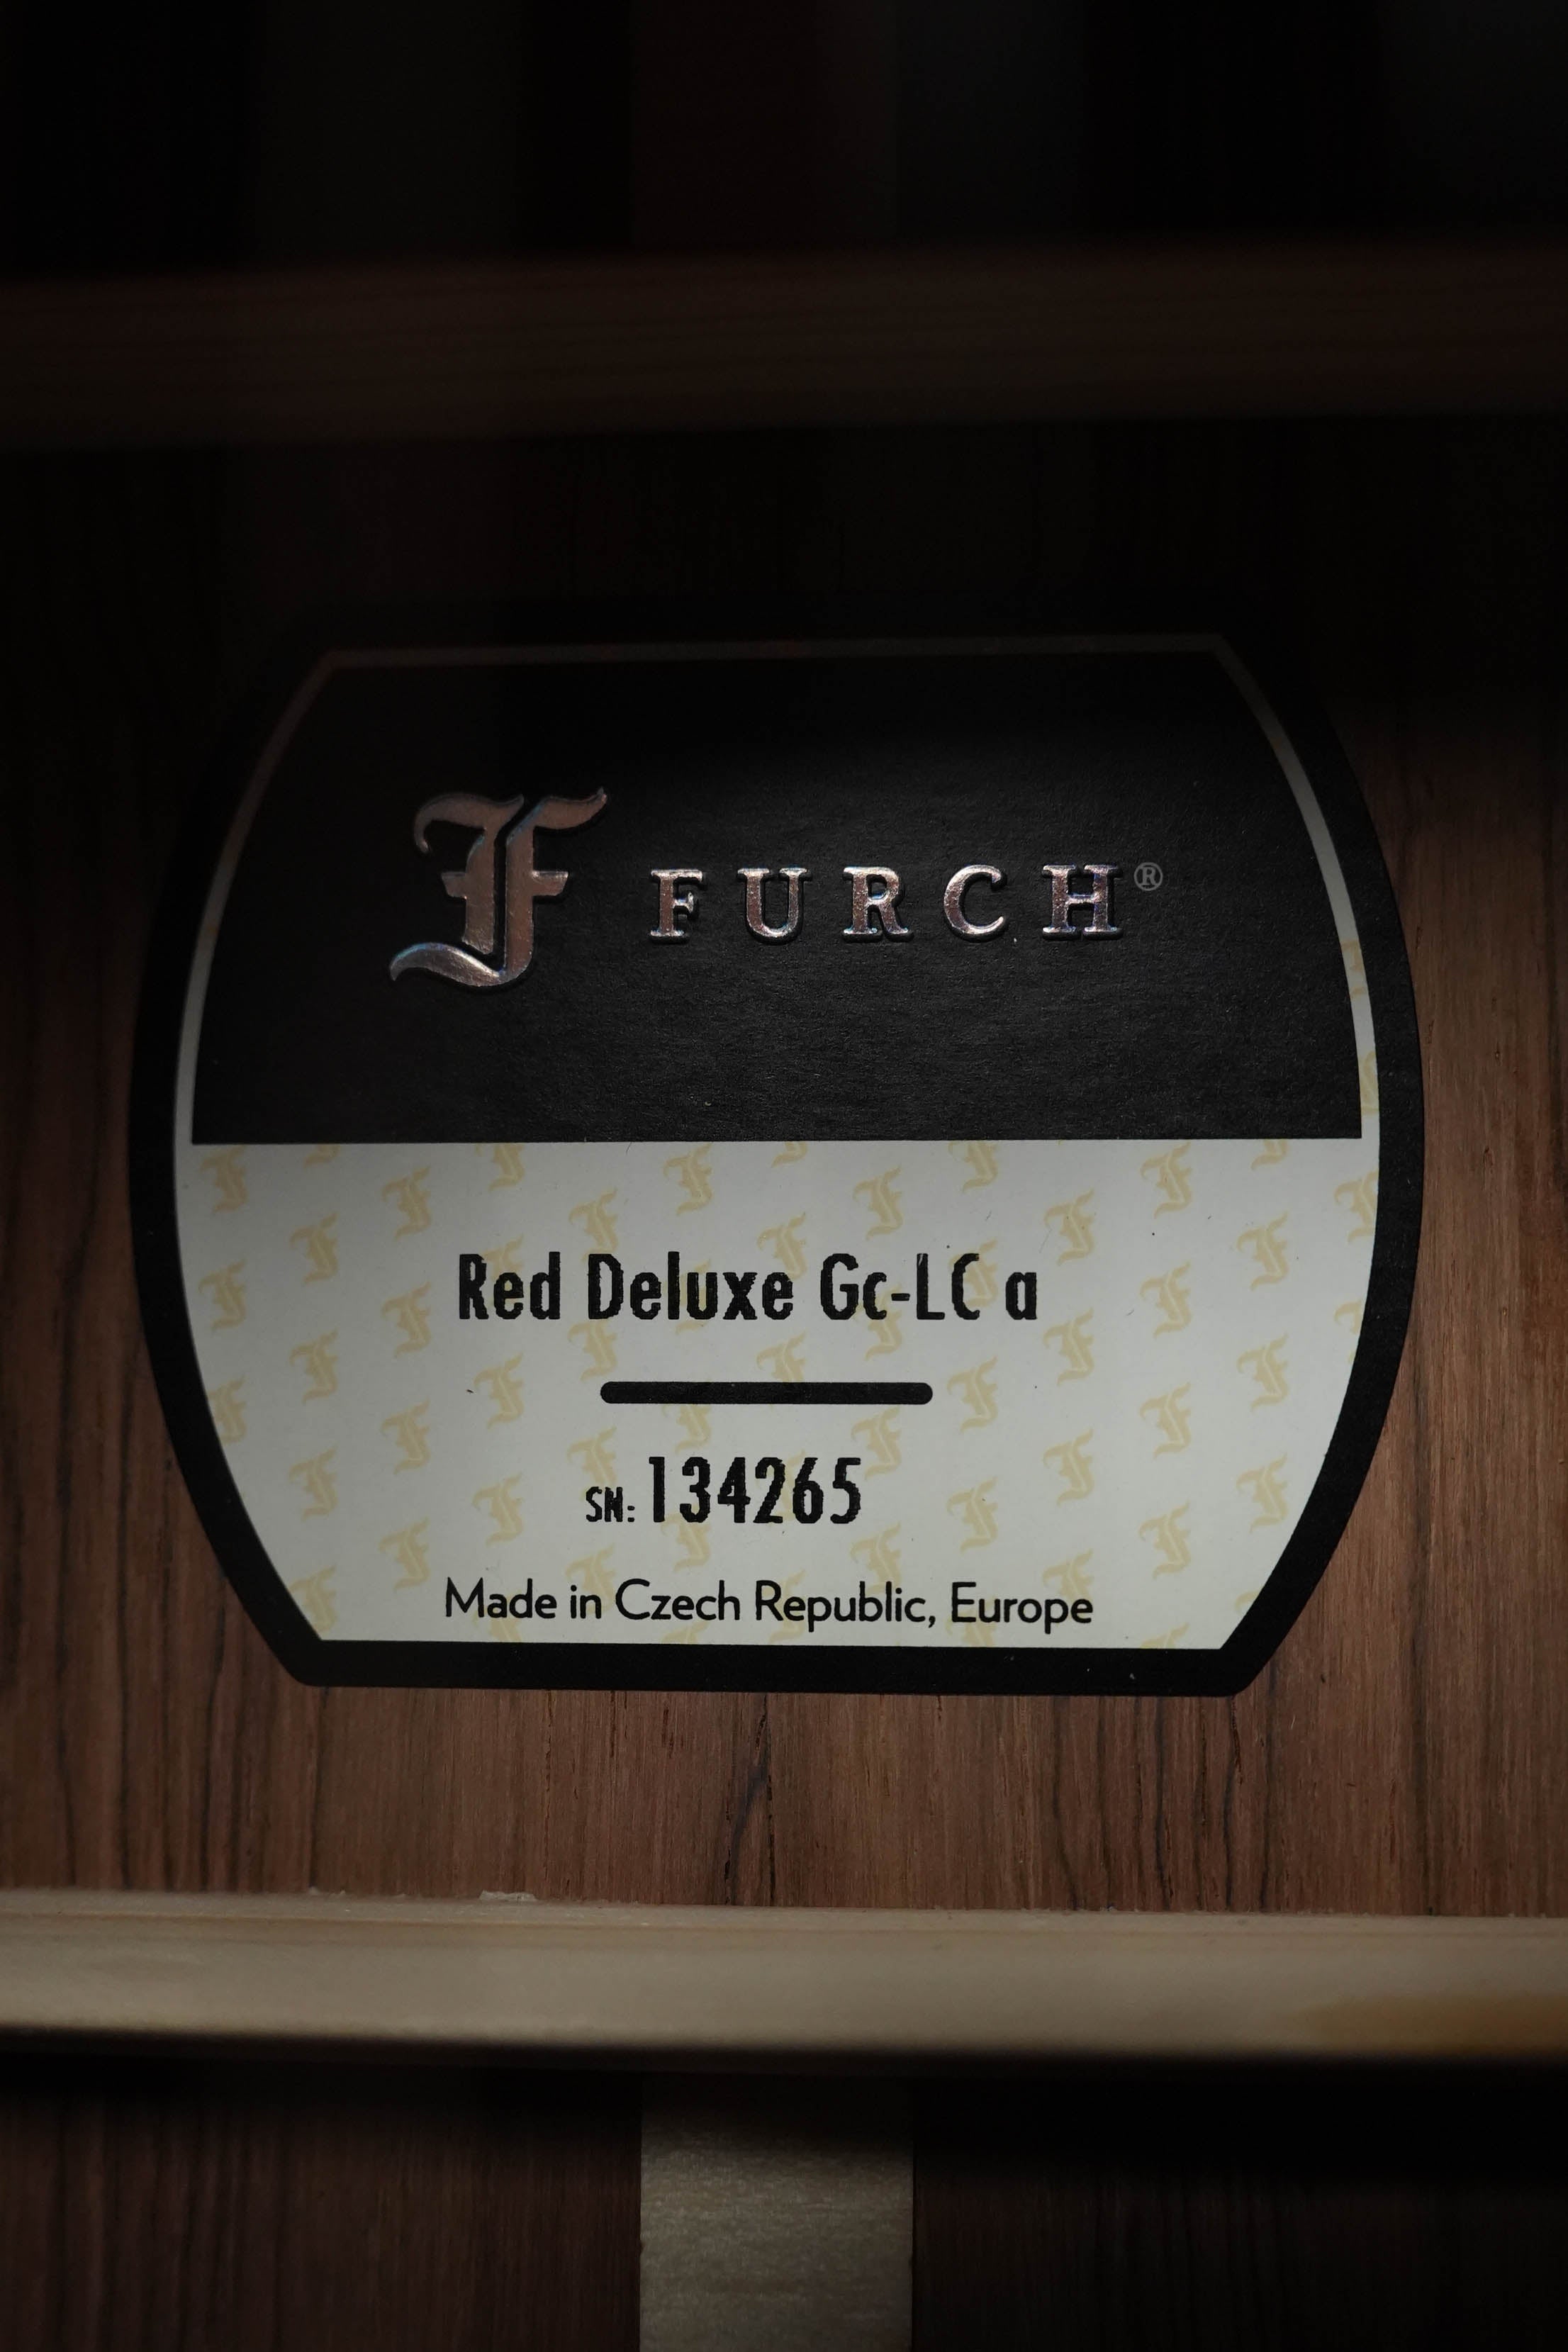 F FURCH®
Red Deluxe Gc-LC a
SN: 134265
Made in Czech Republic, Europe